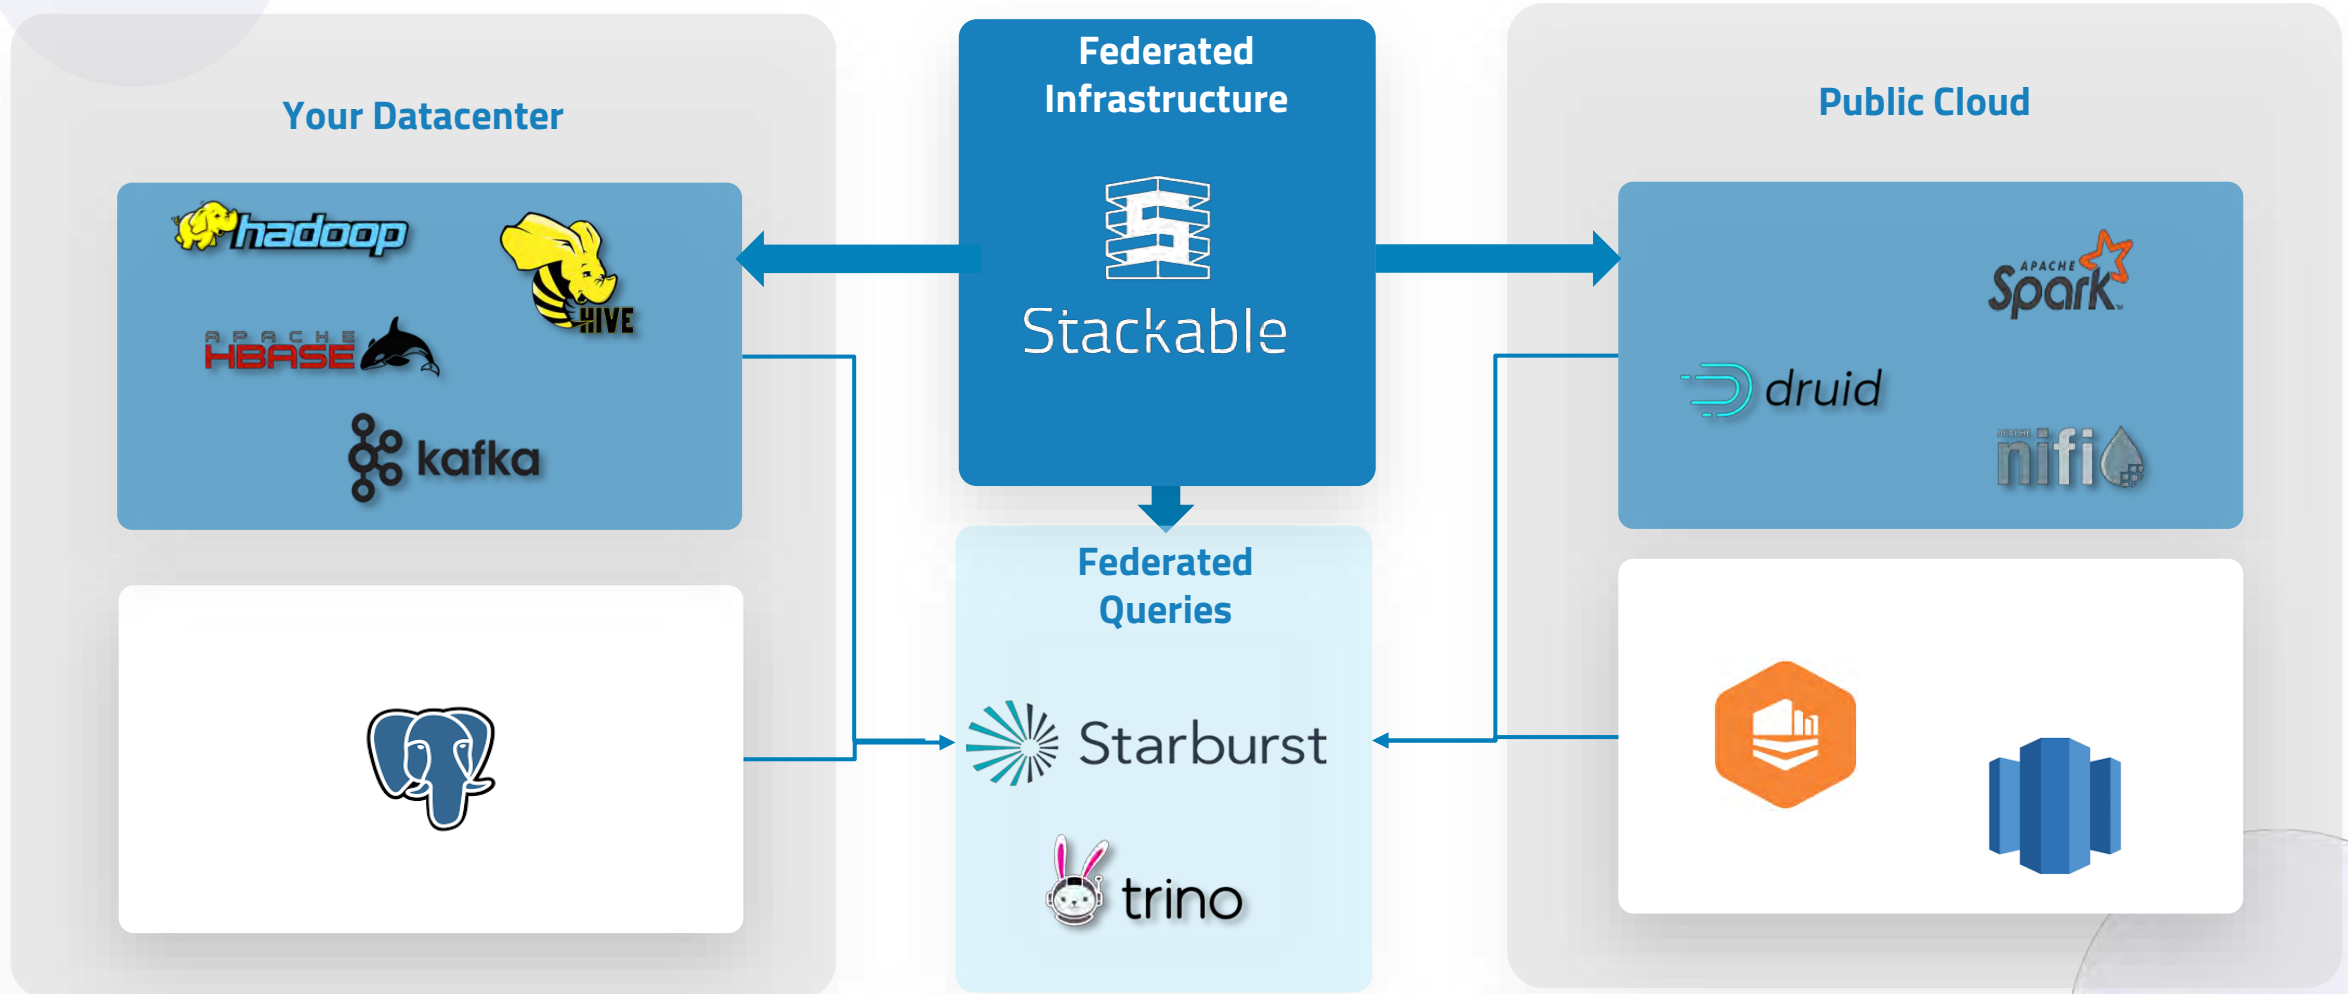 Your Datacenter
hadoop
HIVE
APACHE
HBASE
kafka
Federated
Infrastructure
Stackable
Federated
Queries
Starburst
trino
Public Cloud
APACHE
Spark
druid
APACHE
nifi